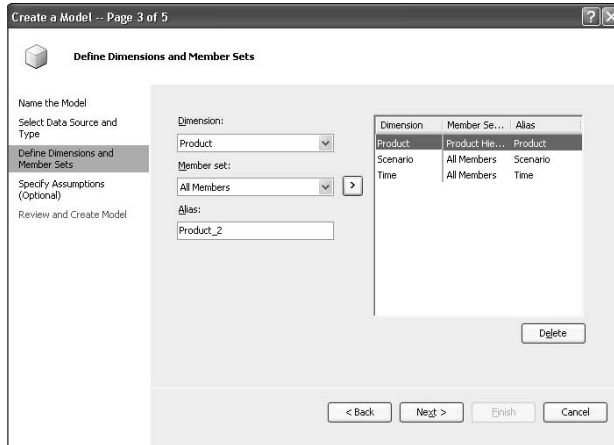 Create a Model -- Page 3 of 5
Define Dimensions and Member Sets
Name the Model
Select Data Source and
Type
Define Dimensions and
Member Sets
Specify Assumptions
(Optional)
Review and Create Model
Dimension:
Product
Member set:
All Members
>
Alias:
Product_2
Dimension Member Se... Alias
Product Product Hie... Product
Scenario All Members Scenario
Time All Members Time
Delete
< Back Next > Finish Cancel